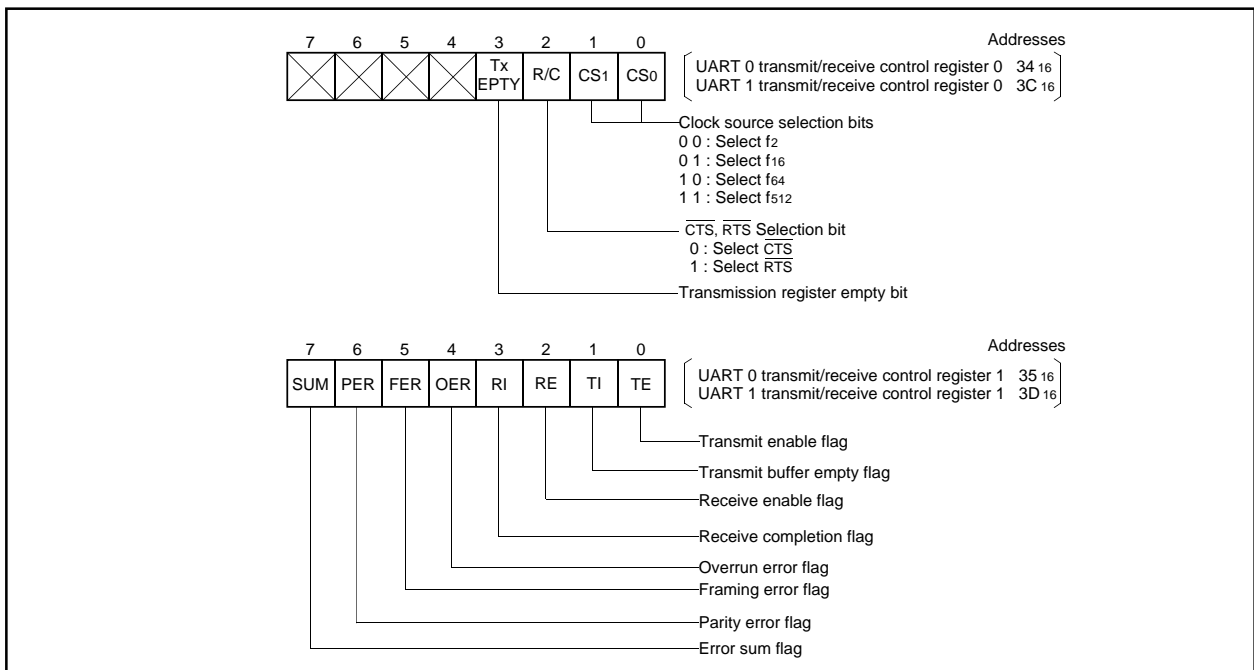 7 6 5 4 3 2 1 0 Addresses
Tx
EPTY R/C CS1 CS0
UART 0 transmit/receive control register 0 34 16
UART 1 transmit/receive control register 0 3C 16
Clock source selection bits
0 0 : Select f2
0 1 : Select f16
1 0 : Select f64
1 1 : Select f512
CTS, RTS Selection bit
0 : Select CTS
1 : Select RTS
Transmission register empty bit
7 6 5 4 3 2 1 0 Addresses
SUM PER FER OER RI RE TI TE
UART 0 transmit/receive control register 1 35 16
UART 1 transmit/receive control register 1 3D 16
Transmit enable flag
Transmit buffer empty flag
Receive enable flag
Receive completion flag
Overrun error flag
Framing error flag
Parity error flag
Error sum flag